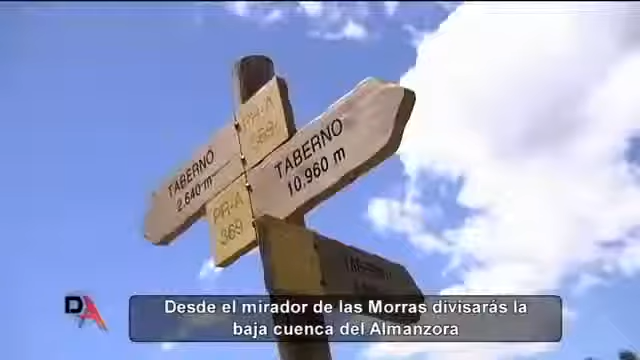 PR-A
369
TABERNO
10.960 m
TABERNO
2.640 m
PR-A
369
DA
Desde el mirador de las Morras divisarás la
baja cuenca del Almanzora